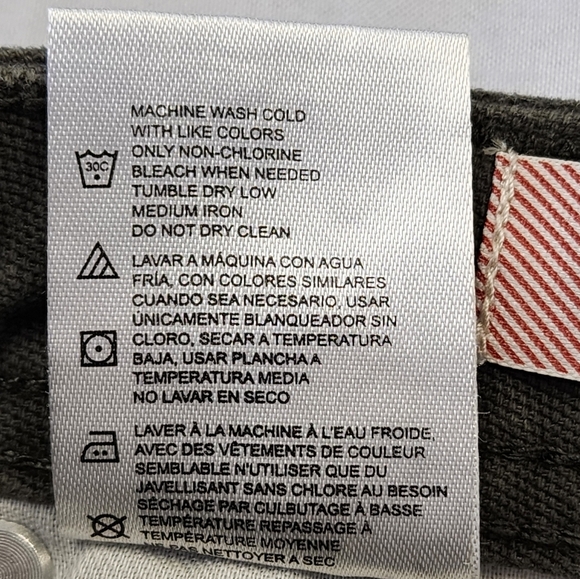 MACHINE WASH COLD
WITH LIKE COLORS
ONLY NON-CHLORINE
BLEACH WHEN NEEDED
TUMBLE DRY LOW
MEDIUM IRON
DO NOT DRY CLEAN
30C
LAVAR A MÁQUINA CON AGUA
FRÍA, CON COLORES SIMILARES
CUANDO SEA NECESARIO, USAR
ÚNICAMENTE BLANQUEADOR SIN
CLORO, SECAR A TEMPERATURA
BAJA, USAR PLANCHA A
TEMPERATURA MEDIA
NO LAVAR EN SECO
LAVER À LA MACHINE À L'EAU FROIDE,
AVEC DES VÊTEMENTS DE COULEUR
SEMBLABLE N'UTILISER QUE DU
JAVELLISANT SANS CHLORE AU BESOIN
SÉCHAGE PAR CULBUTAGE À BASSE
TEMPÉRATURE REPASSAGE À
TEMPÉRATURE MOYENNE
PAS NETTOYER À SEC